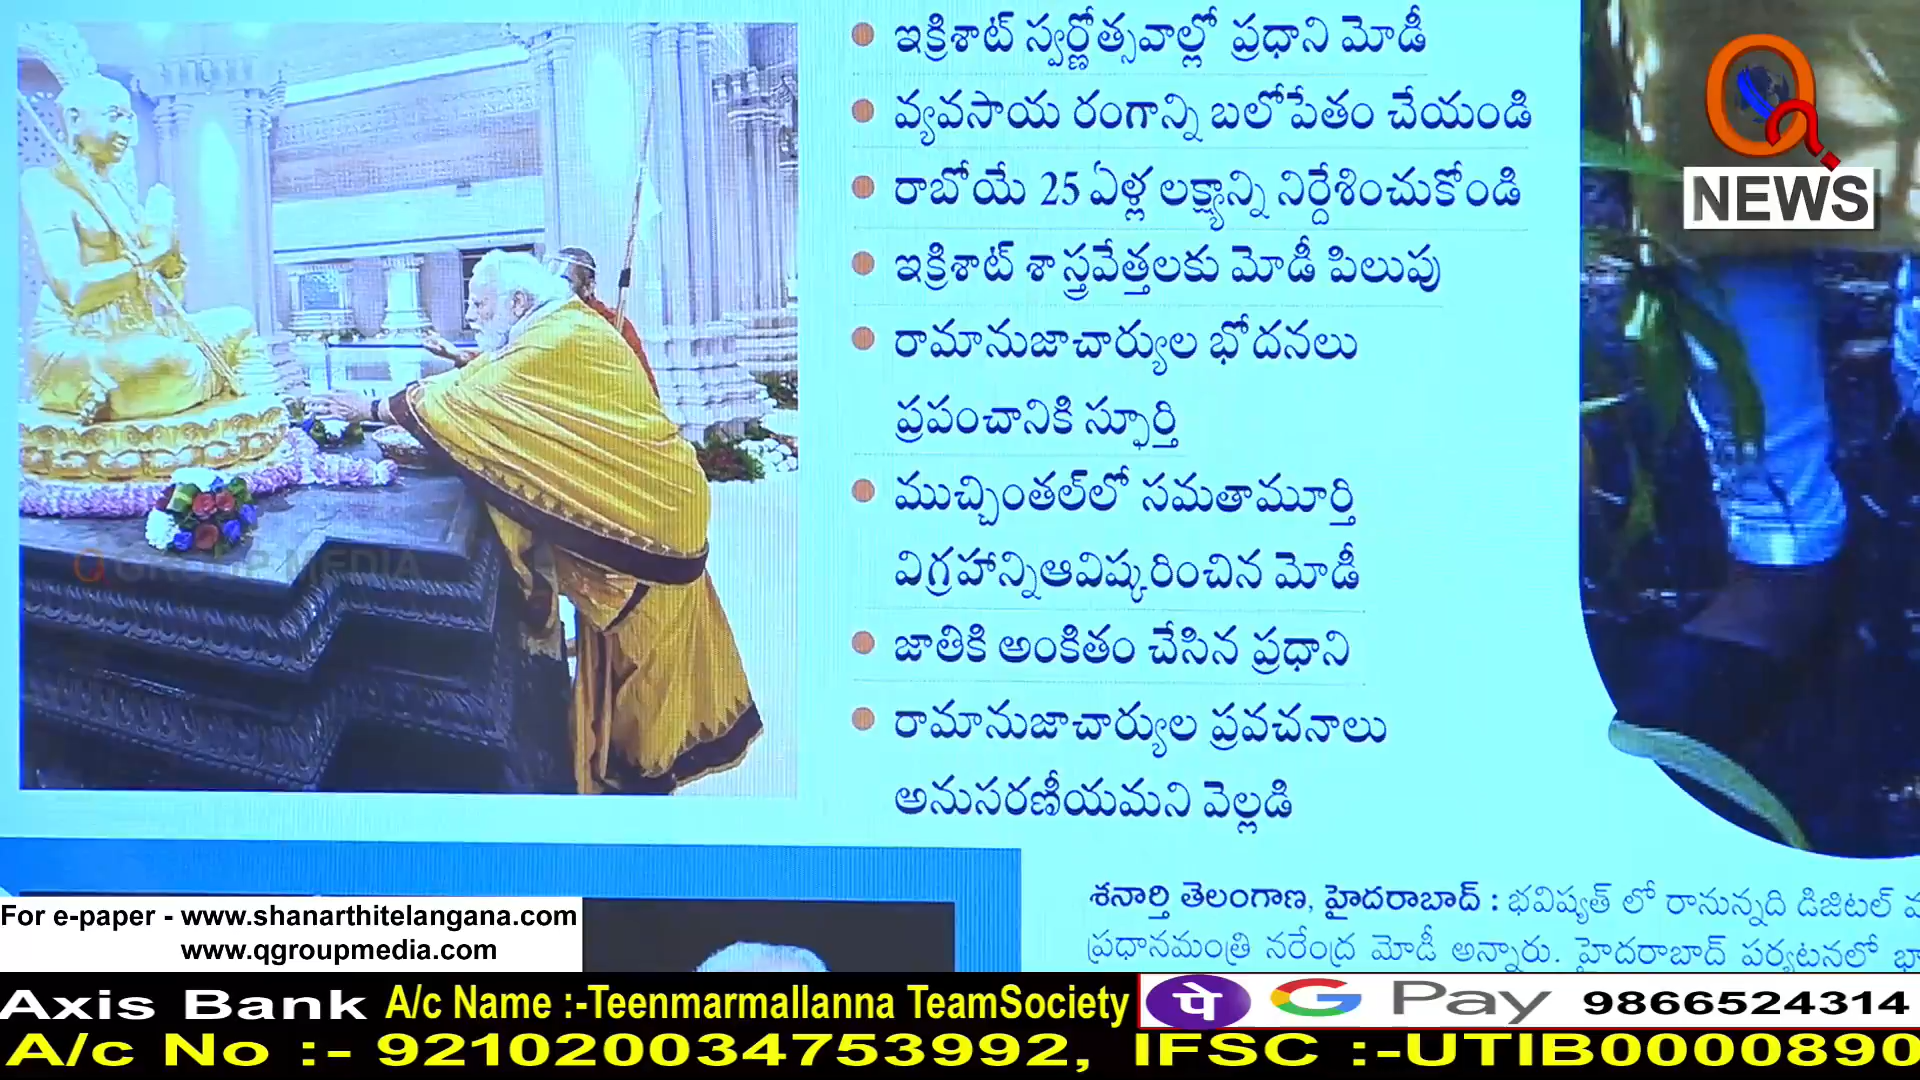 ఇక్రిశాట్ స్వర్ణోత్సవాల్లో ప్రధాని మోడీ
వ్యవసాయ రంగాన్ని బలోపేతం చేయండి
రాబోయే 25 ఏళ్ల లక్ష్యాన్ని నిర్దేశించుకోండి
ఇక్రిశాట్ శాస్త్రవేత్తలకు మోడీ పిలుపు
రామానుజాచార్యుల భోదనలు
ప్రపంచానికి స్ఫూర్తి
ముచ్చింతల్‌లో సమతామూర్తి
విగ్రహాన్నిఆవిష్కరించిన మోడీ
జాతికి అంకితం చేసిన ప్రధాని
రామానుజాచార్యుల ప్రవచనాలు
అనుసరణీయమని వెల్లడి
Q NEWS
Q GROUP MEDIA
శనార్తి తెలంగాణ, హైదరాబాద్ : భవిష్యత్ లో రానున్నది డిజిటల్
ప్రధానమంత్రి నరేంద్ర మోడీ అన్నారు. హైదరాబాద్ పర్యటనలో
For e-paper - www.shanarthitelangana.com
www.qgroupmedia.com
Axis Bank A/c Name :-Teenmarmallanna TeamSociety पे G Pay 9866524314
A/c No :- 921020034753992, IFSC :-UTIB0000890